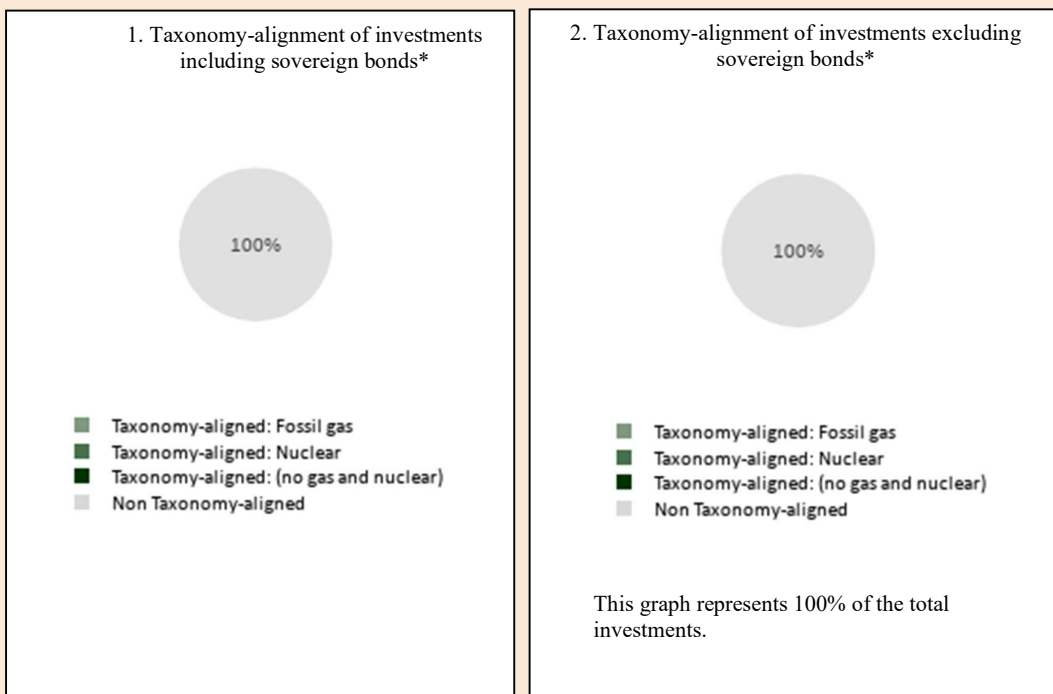 1. Taxonomy-alignment of investments
including sovereign bonds*
100%
Taxonomy-aligned: Fossil gas
Taxonomy-aligned: Nuclear
Taxonomy-aligned: (no gas and nuclear)
Non Taxonomy-aligned
2. Taxonomy-alignment of investments excluding
sovereign bonds*
100%
Taxonomy-aligned: Fossil gas
Taxonomy-aligned: Nuclear
Taxonomy-aligned: (no gas and nuclear)
Non Taxonomy-aligned
This graph represents 100% of the total
investments.